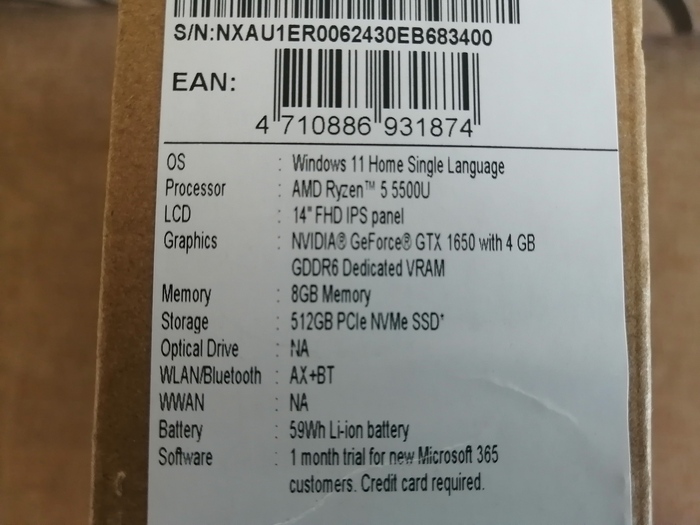 S/N:NXAU1ER0062430EB683400
EAN:
4 710886 931874
OS : Windows 11 Home Single Language
Processor : AMD Ryzen™ 5 5500U
LCD : 14" FHD IPS panel
Graphics : NVIDIA® GeForce® GTX 1650 with 4 GB
GDDR6 Dedicated VRAM
Memory : 8GB Memory
Storage : 512GB PCIe NVMe SSD*
Optical Drive : NA
WLAN/Bluetooth : AX+BT
WWAN : NA
Battery : 59Wh Li-ion battery
Software : 1 month trial for new Microsoft 365
customers. Credit card required.